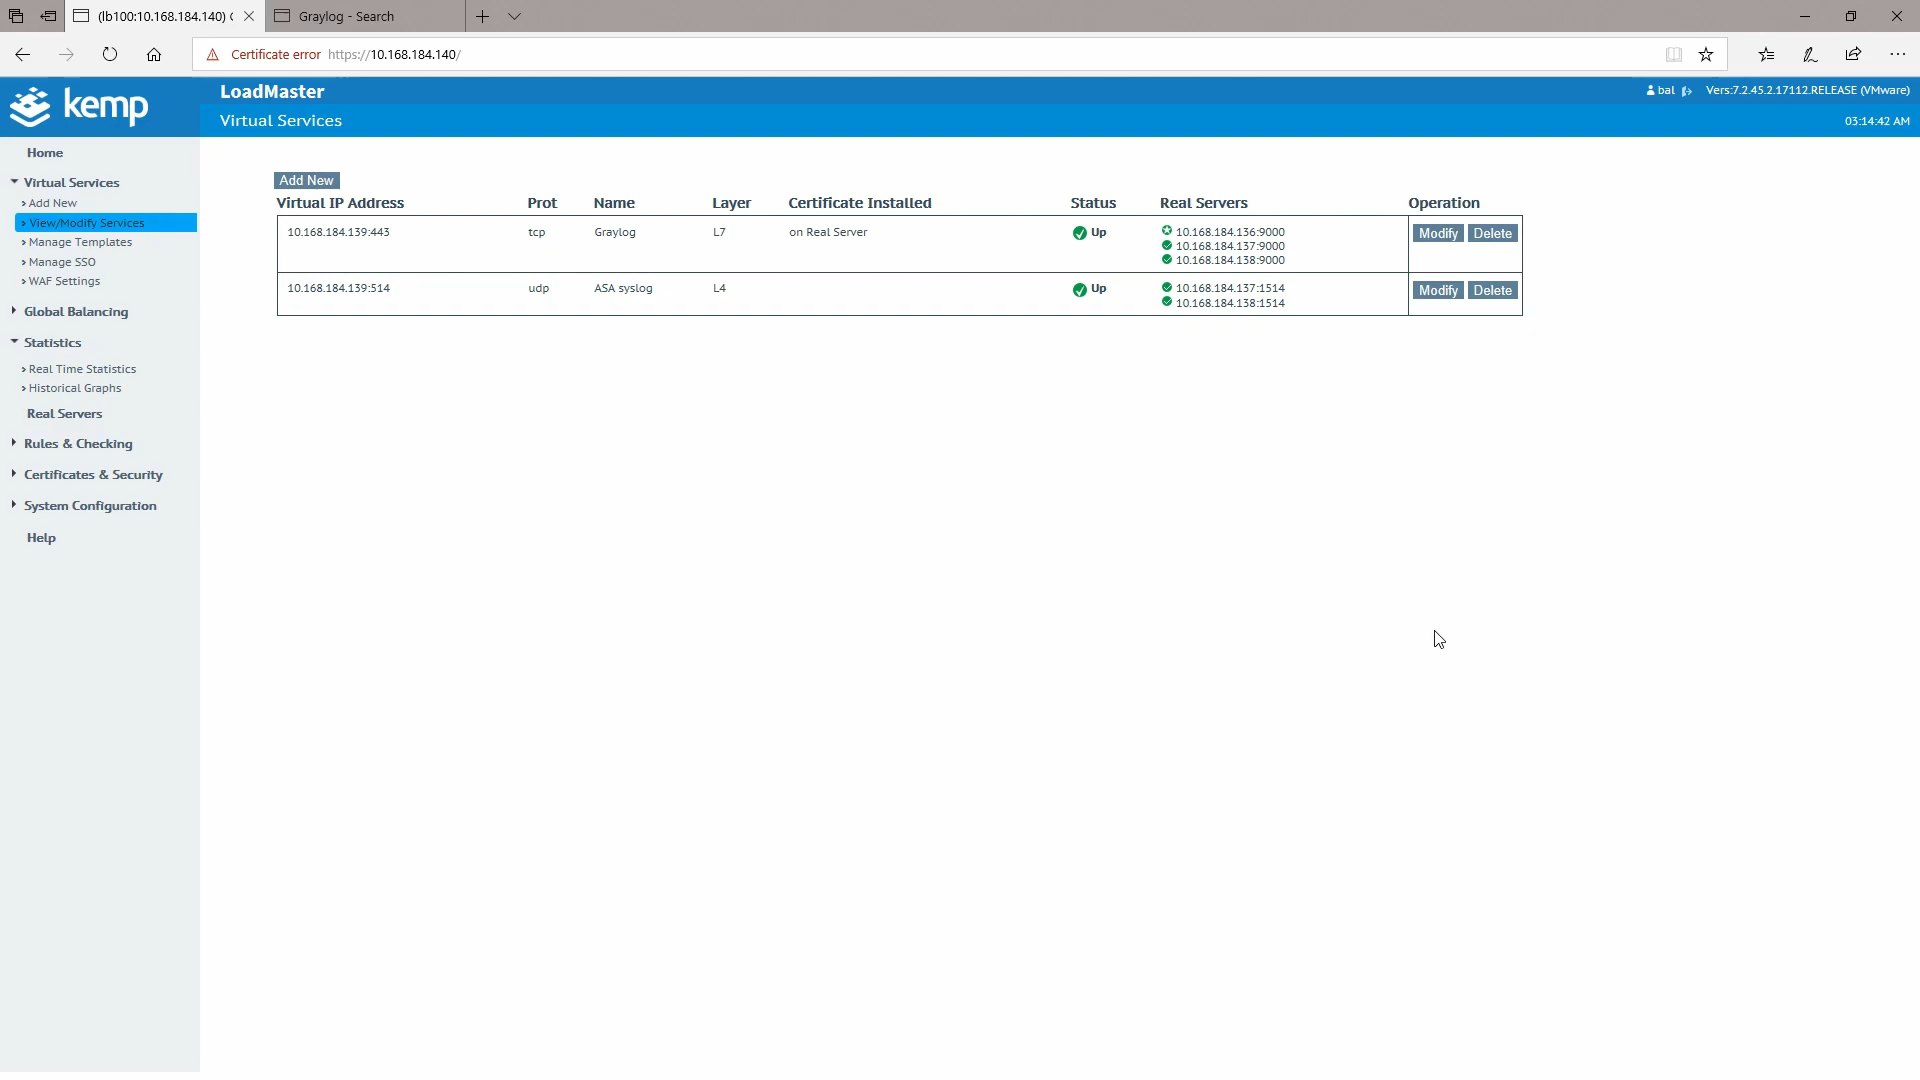 (lb100:10.168.184.140) (
Graylog - Search
Certificate error https://10.168.184.140/
kemp
LoadMaster
bal
Vers:7.2.45.2.17112.RELEASE (VMware)
Virtual Services
03:14:42 AM
Home
Virtual Services
Add New
View/Modify Services
Manage Templates
Manage SSO
WAF Settings
Global Balancing
Statistics
Real Time Statistics
Historical Graphs
Real Servers
Rules & Checking
Certificates & Security
System Configuration
Help
Add New
Virtual IP Address Prot Name Layer Certificate Installed Status Real Servers Operation
10.168.184.139:443 tcp Graylog L7 on Real Server Up 10.168.184.136:9000 Modify Delete
10.168.184.137:9000
10.168.184.138:9000
10.168.184.139:514 udp ASA syslog L4 Up 10.168.184.137:1514 Modify Delete
10.168.184.138:1514